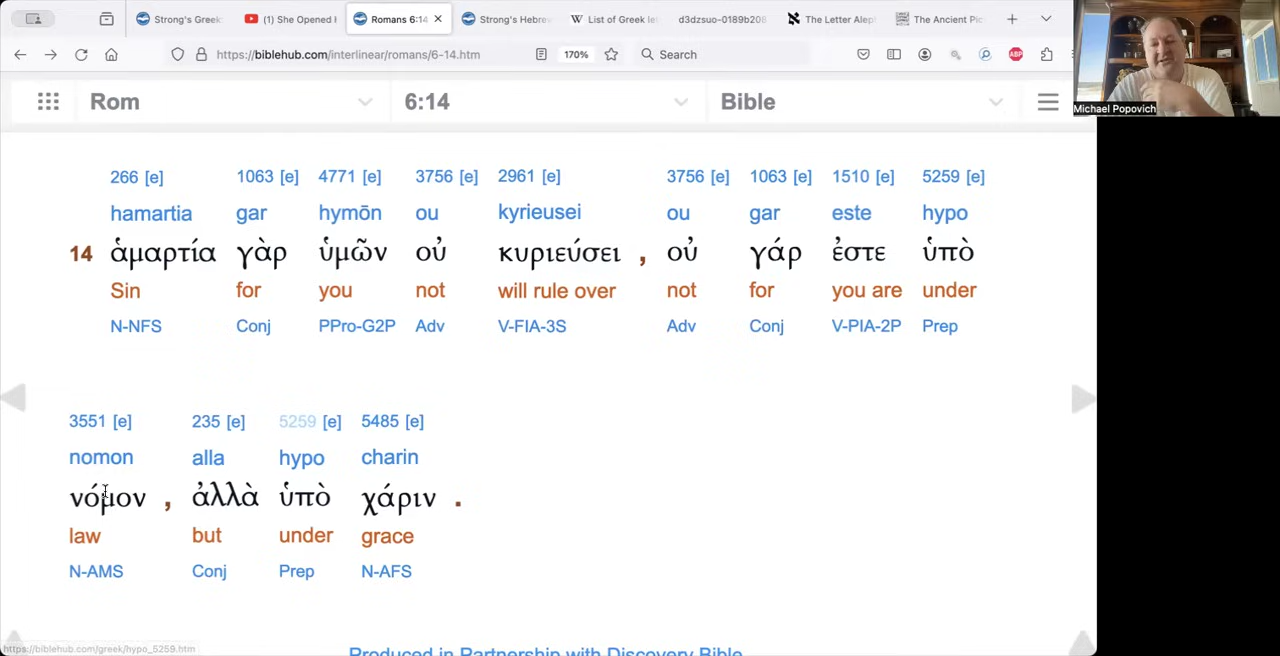 Strong's Greek:
(1) She Opened H
Romans 6:14
Strong's Hebrew
List of Greek le
d3dzsuo-0189b208
The Letter Aleph
The Ancient Pic
https://biblehub.com/interlinear/romans/6-14.htm
170%
Search
ABP
Michael Popovich
Rom
6:14
Bible
266 [e] 1063 [e] 4771 [e] 3756 [e] 2961 [e] 3756 [e] 1063 [e] 1510 [e] 5259 [e]
hamartia gar hymōn ou kyrieusei ou gar este hypo
14 ἁμαρτία γὰρ ὑμῶν οὐ κυριεύσει , οὐ γάρ ἐστε ὑπὸ
Sin for you not will rule over not for you are under
N-NFS Conj PPro-G2P Adv V-FIA-3S Adv Conj V-PIA-2P Prep
3551 [e] 235 [e] 5259 [e] 5485 [e]
nomon alla hypo charin
νόμον , ἀλλὰ ὑπὸ χάριν .
law but under grace
N-AMS Conj Prep N-AFS
https://biblehub.com/greek/hypo_5259.htm
Produced in Partnership with Discovery Bible